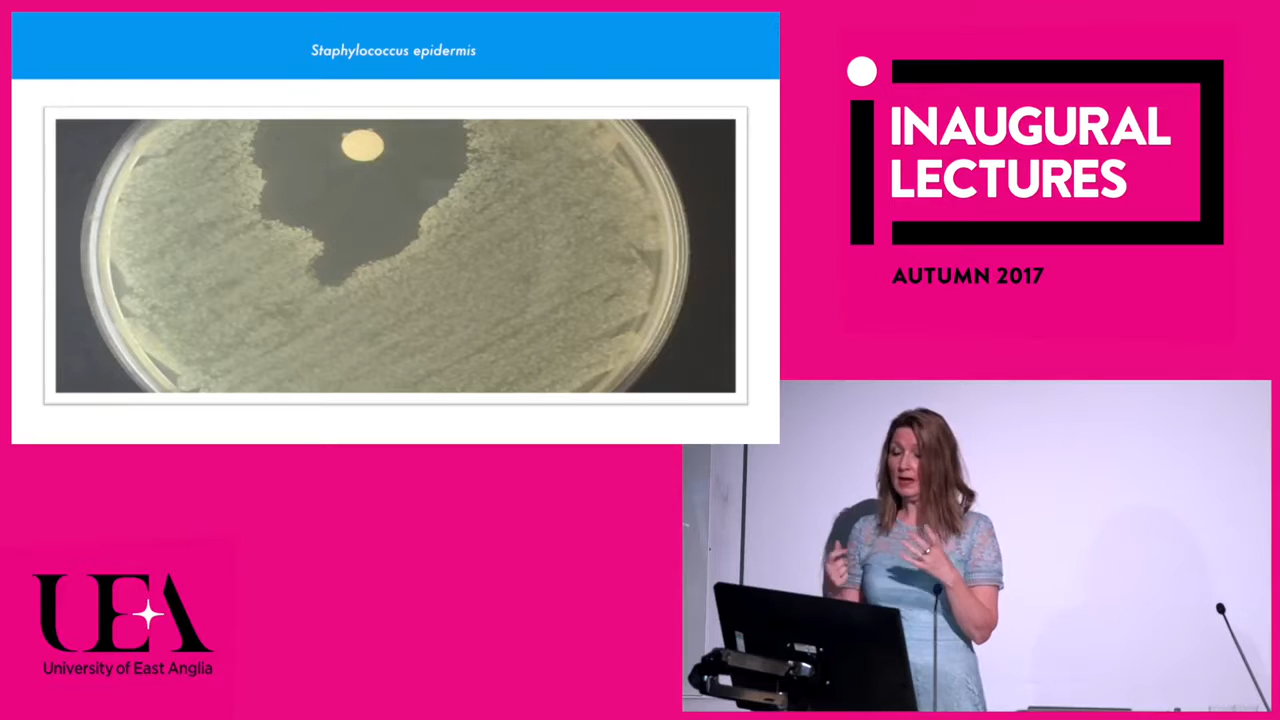 Staphylococcus epidermis
INAUGURAL
LECTURES
AUTUMN 2017
UEA
University of East Anglia